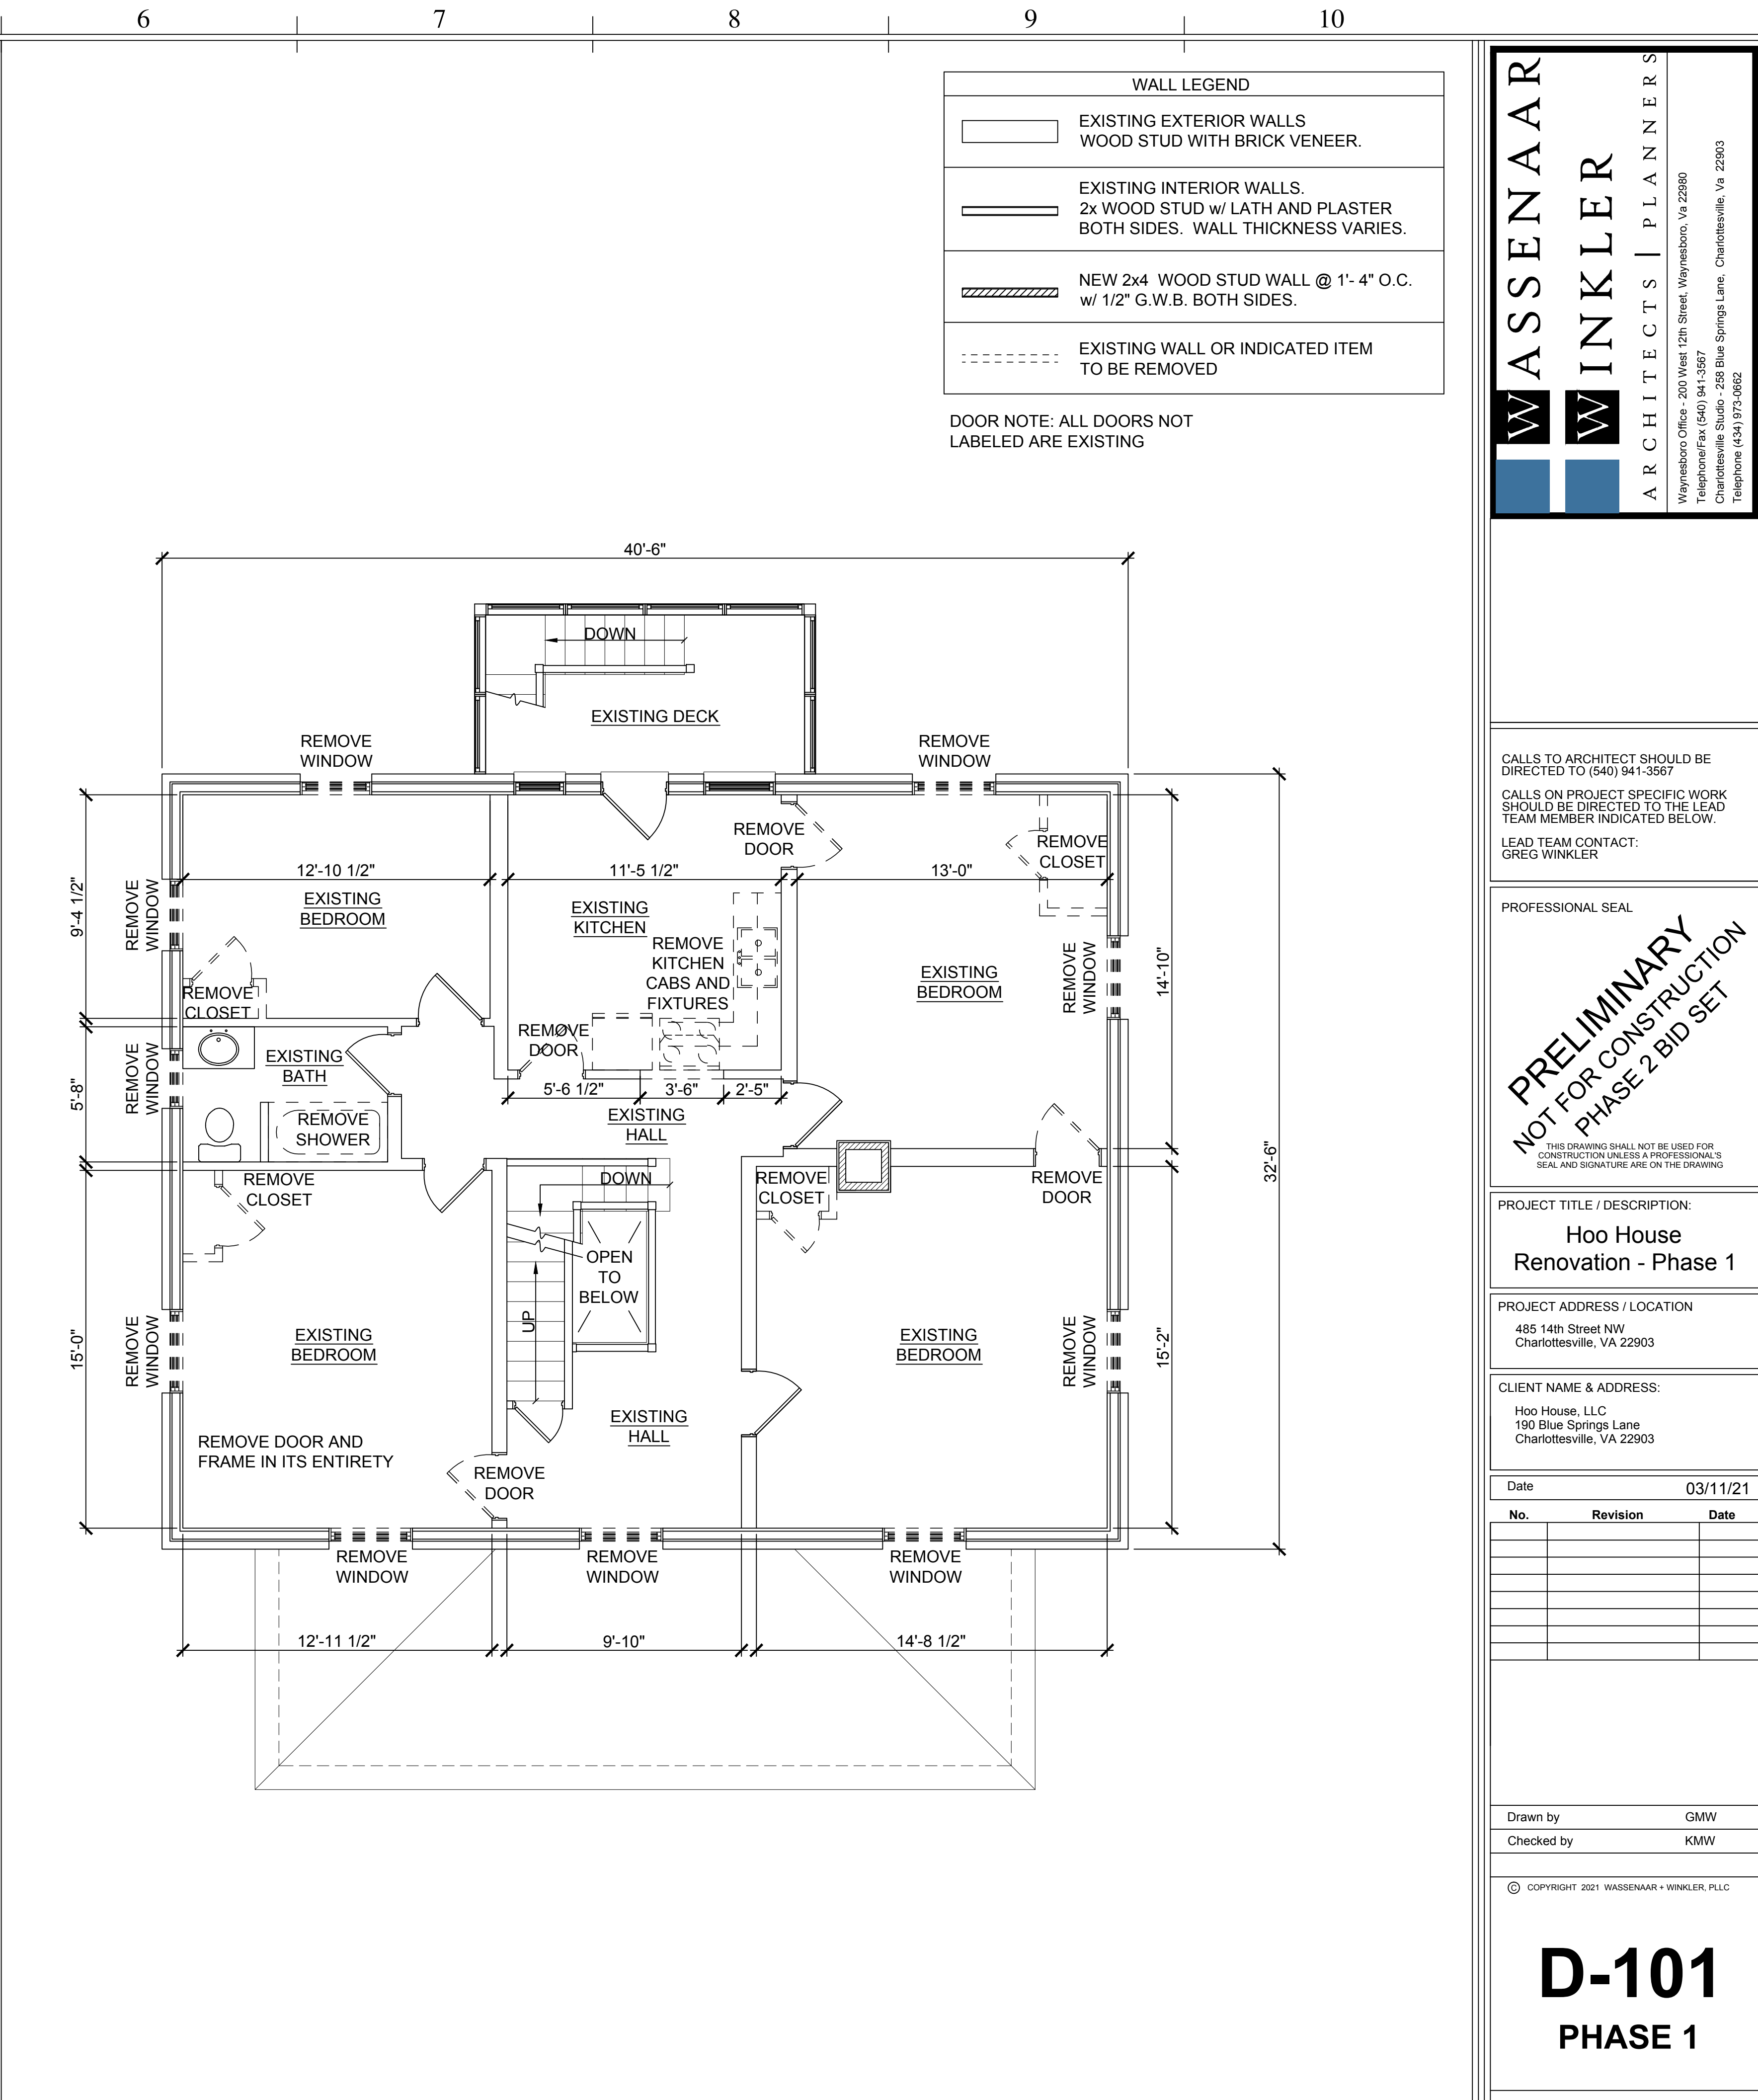 6
7
8
9
10
WALL LEGEND
EXISTING EXTERIOR WALLS
WOOD STUD WITH BRICK VENEER.
EXISTING INTERIOR WALLS.
2x WOOD STUD w/ LATH AND PLASTER
BOTH SIDES. WALL THICKNESS VARIES.
NEW 2x4 WOOD STUD WALL @ 1'- 4" O.C.
w/ 1/2" G.W.B. BOTH SIDES.
EXISTING WALL OR INDICATED ITEM
TO BE REMOVED
DOOR NOTE: ALL DOORS NOT
LABELED ARE EXISTING
40'-6"
DOWN
EXISTING DECK
REMOVE
WINDOW
REMOVE
WINDOW
REMOVE
DOOR
REMOVE
CLOSET
12'-10 1/2"
11'-5 1/2"
13'-0"
9'-4 1/2"
REMOVE
WINDOW
EXISTING
BEDROOM
EXISTING
KITCHEN
REMOVE
KITCHEN
CABS AND
FIXTURES
EXISTING
BEDROOM
REMOVE
WINDOW
14'-10"
REMOVE
CLOSET
REMOVE
DOOR
5'-8"
REMOVE
WINDOW
EXISTING
BATH
5'-6 1/2"
3'-6"
2'-5"
REMOVE
SHOWER
EXISTING
HALL
32'-6"
REMOVE
CLOSET
DOWN
REMOVE
CLOSET
REMOVE
DOOR
OPEN
TO
BELOW
UP
15'-0"
REMOVE
WINDOW
EXISTING
BEDROOM
EXISTING
BEDROOM
REMOVE
WINDOW
15'-2"
EXISTING
HALL
REMOVE DOOR AND
FRAME IN ITS ENTIRETY
REMOVE
DOOR
REMOVE
WINDOW
REMOVE
WINDOW
REMOVE
WINDOW
12'-11 1/2"
9'-10"
14'-8 1/2"
W WASSENAAR
W WINKLER
ARCHITECTS | PLANNERS
Waynesboro Office - 200 West 12th Street, Waynesboro, Va 22980
Telephone/Fax (540) 941-3567
Charlottesville Studio - 258 Blue Springs Lane, Charlottesville, Va 22903
Telephone (434) 973-0662
CALLS TO ARCHITECT SHOULD BE
DIRECTED TO (540) 941-3567
CALLS ON PROJECT SPECIFIC WORK
SHOULD BE DIRECTED TO THE LEAD
TEAM MEMBER INDICATED BELOW.
LEAD TEAM CONTACT:
GREG WINKLER
PROFESSIONAL SEAL
PRELIMINARY
NOT FOR CONSTRUCTION
PHASE 2 BID SET
THIS DRAWING SHALL NOT BE USED FOR
CONSTRUCTION UNLESS A PROFESSIONAL'S
SEAL AND SIGNATURE ARE ON THE DRAWING
PROJECT TITLE / DESCRIPTION:
Hoo House
Renovation - Phase 1
PROJECT ADDRESS / LOCATION
485 14th Street NW
Charlottesville, VA 22903
CLIENT NAME & ADDRESS:
Hoo House, LLC
190 Blue Springs Lane
Charlottesville, VA 22903
Date 03/11/21
No. Revision Date
Drawn by GMW
Checked by KMW
© COPYRIGHT 2021 WASSENAAR + WINKLER, PLLC
D-101
PHASE 1